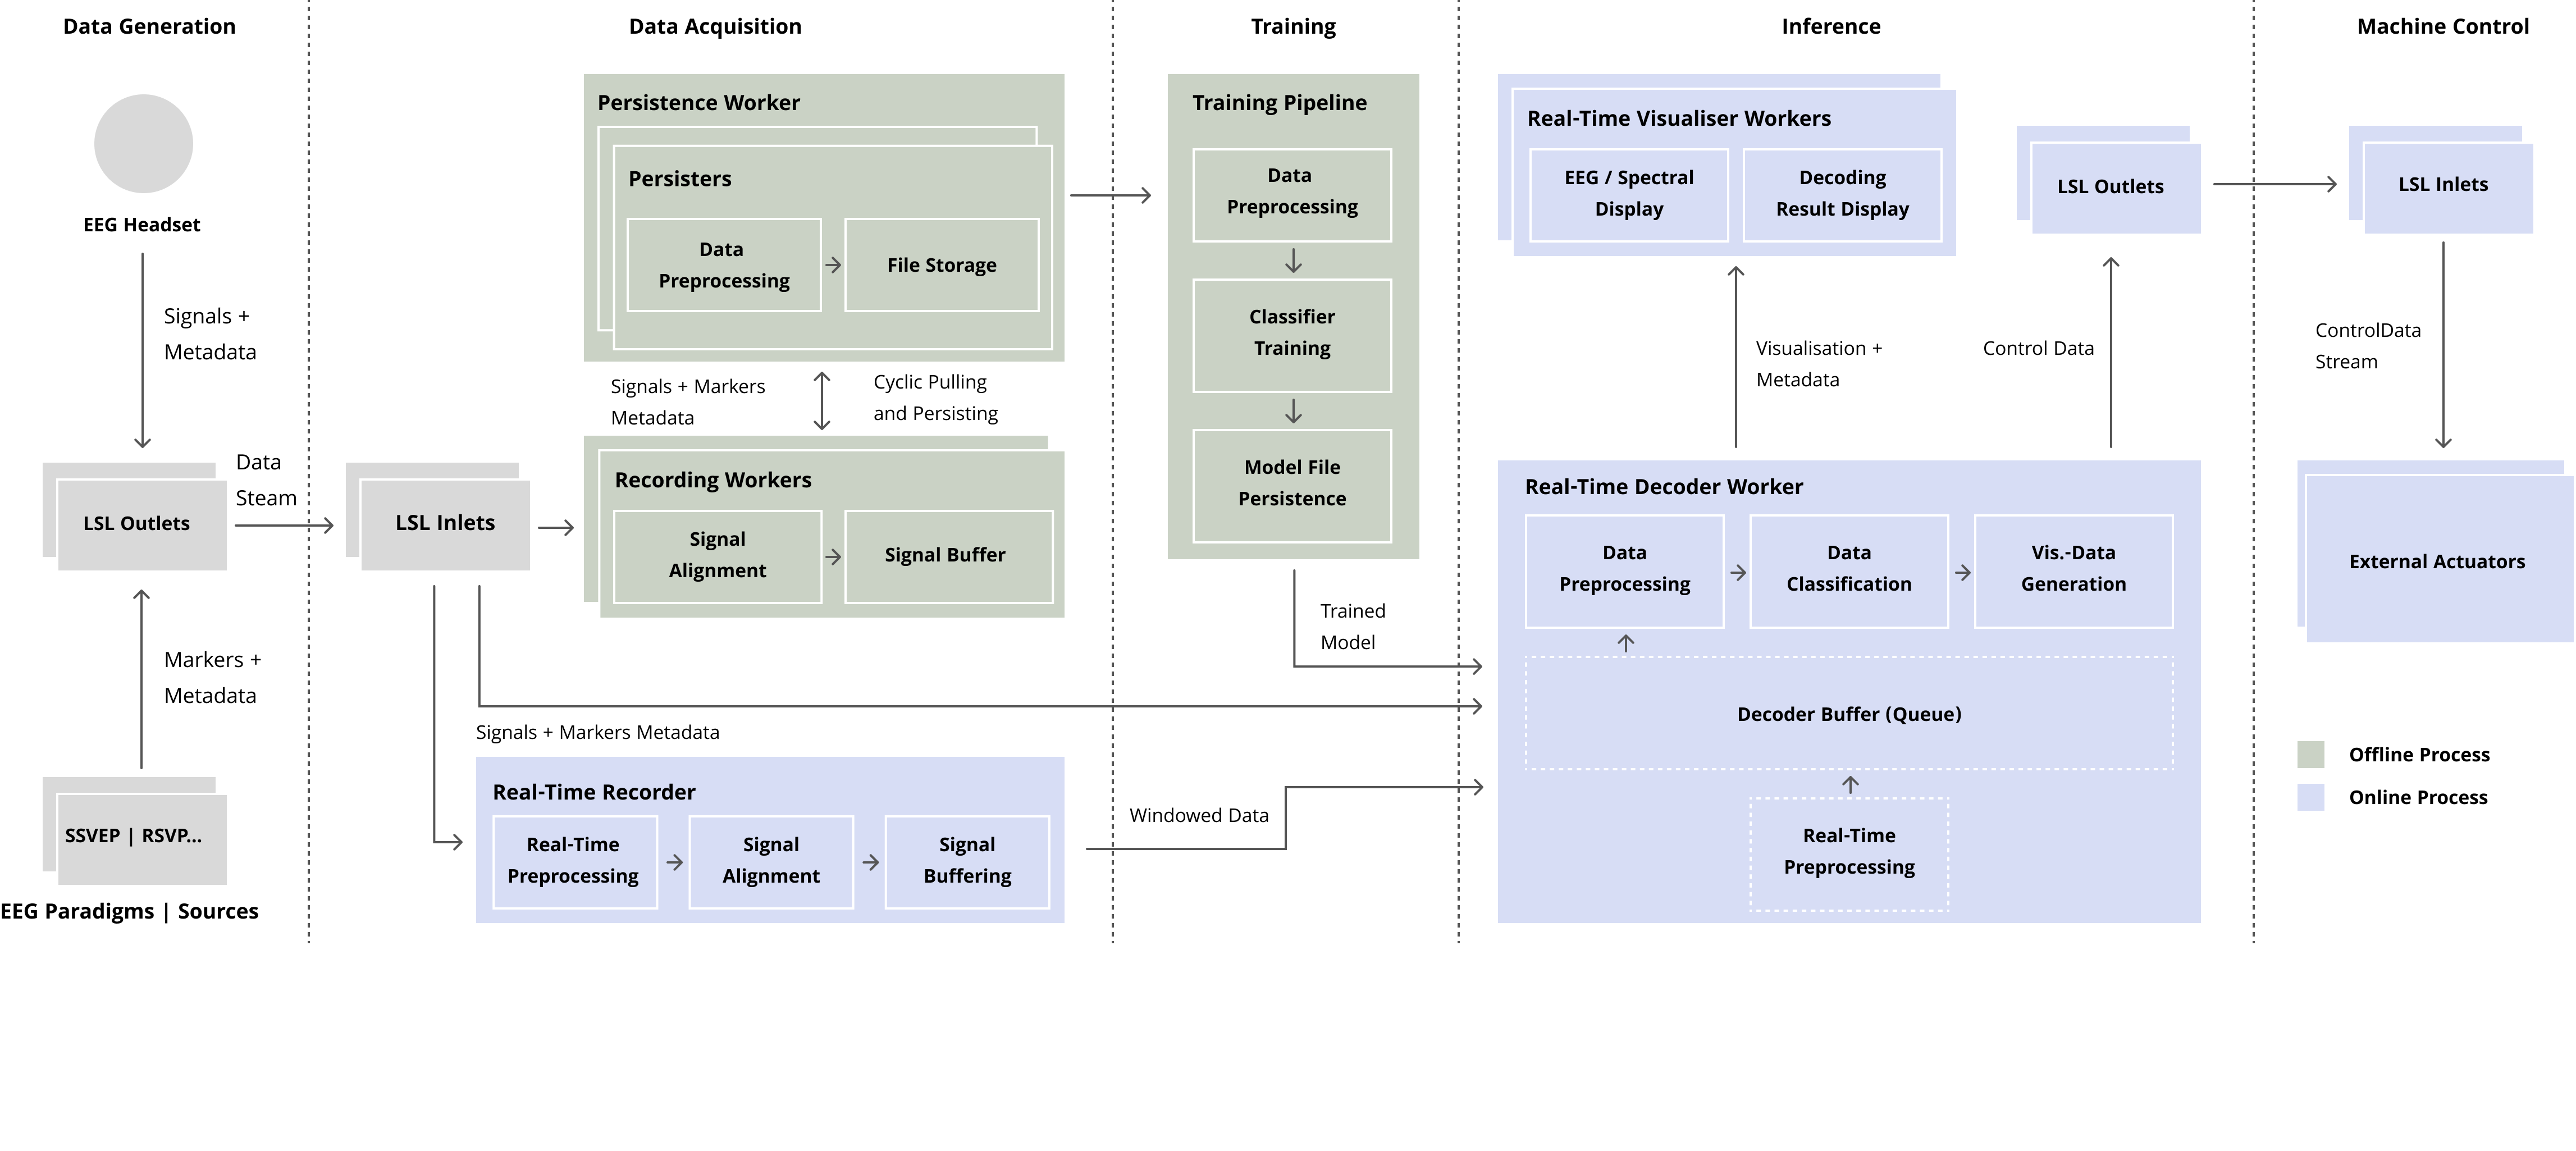 Data Generation
Data Acquisition
Training
Inference
Machine Control
EEG Headset
Signals +
Metadata
LSL Outlets
Data
Steam
Markers +
Metadata
SSVEP | RSVP...
EEG Paradigms | Sources
LSL Inlets
Persistence Worker
Persisters
Data
Preprocessing
File Storage
Signals + Markers
Metadata
Cyclic Pulling
and Persisting
Recording Workers
Signal
Alignment
Signal Buffer
Signals + Markers Metadata
Real-Time Recorder
Real-Time
Preprocessing
Signal
Alignment
Signal
Buffering
Training Pipeline
Data
Preprocessing
Classifier
Training
Model File
Persistence
Trained
Model
Windowed Data
Real-Time Visualiser Workers
EEG / Spectral
Display
Decoding
Result Display
LSL Outlets
Visualisation +
Metadata
Control Data
Real-Time Decoder Worker
Data
Preprocessing
Data
Classification
Vis.-Data
Generation
Decoder Buffer (Queue)
Real-Time
Preprocessing
LSL Inlets
ControlData
Stream
External Actuators
Offline Process
Online Process